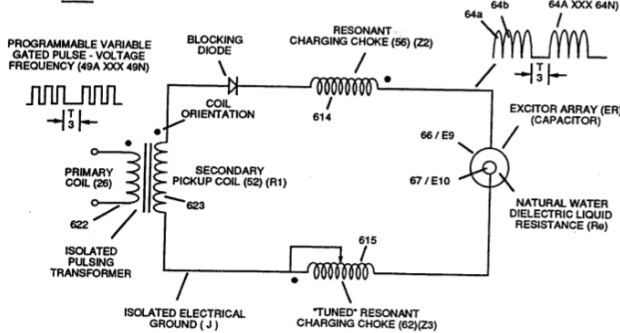 64b
64A XXX 64N)
64a
RESONANT
CHARGING CHOKE (56) (Z2)
BLOCKING
DIODE
PROGRAMMABLE VARIABLE
GATED PULSE - VOLTAGE
FREQUENCY (49A XXX 49N)
T
3
T
3
614
COIL
ORIENTATION
EXCITOR ARRAY (ER)
(CAPACITOR)
66 / E9
67 / E10
PRIMARY
COIL (26)
SECONDARY
PICKUP COIL (52) (R1)
623
622
NATURAL WATER
DIELECTRIC LIQUID
RESISTANCE (Re)
ISOLATED
PULSING
TRANSFORMER
615
ISOLATED ELECTRICAL
GROUND ( J )
"TUNED" RESONANT
CHARGING CHOKE (62)(Z3)